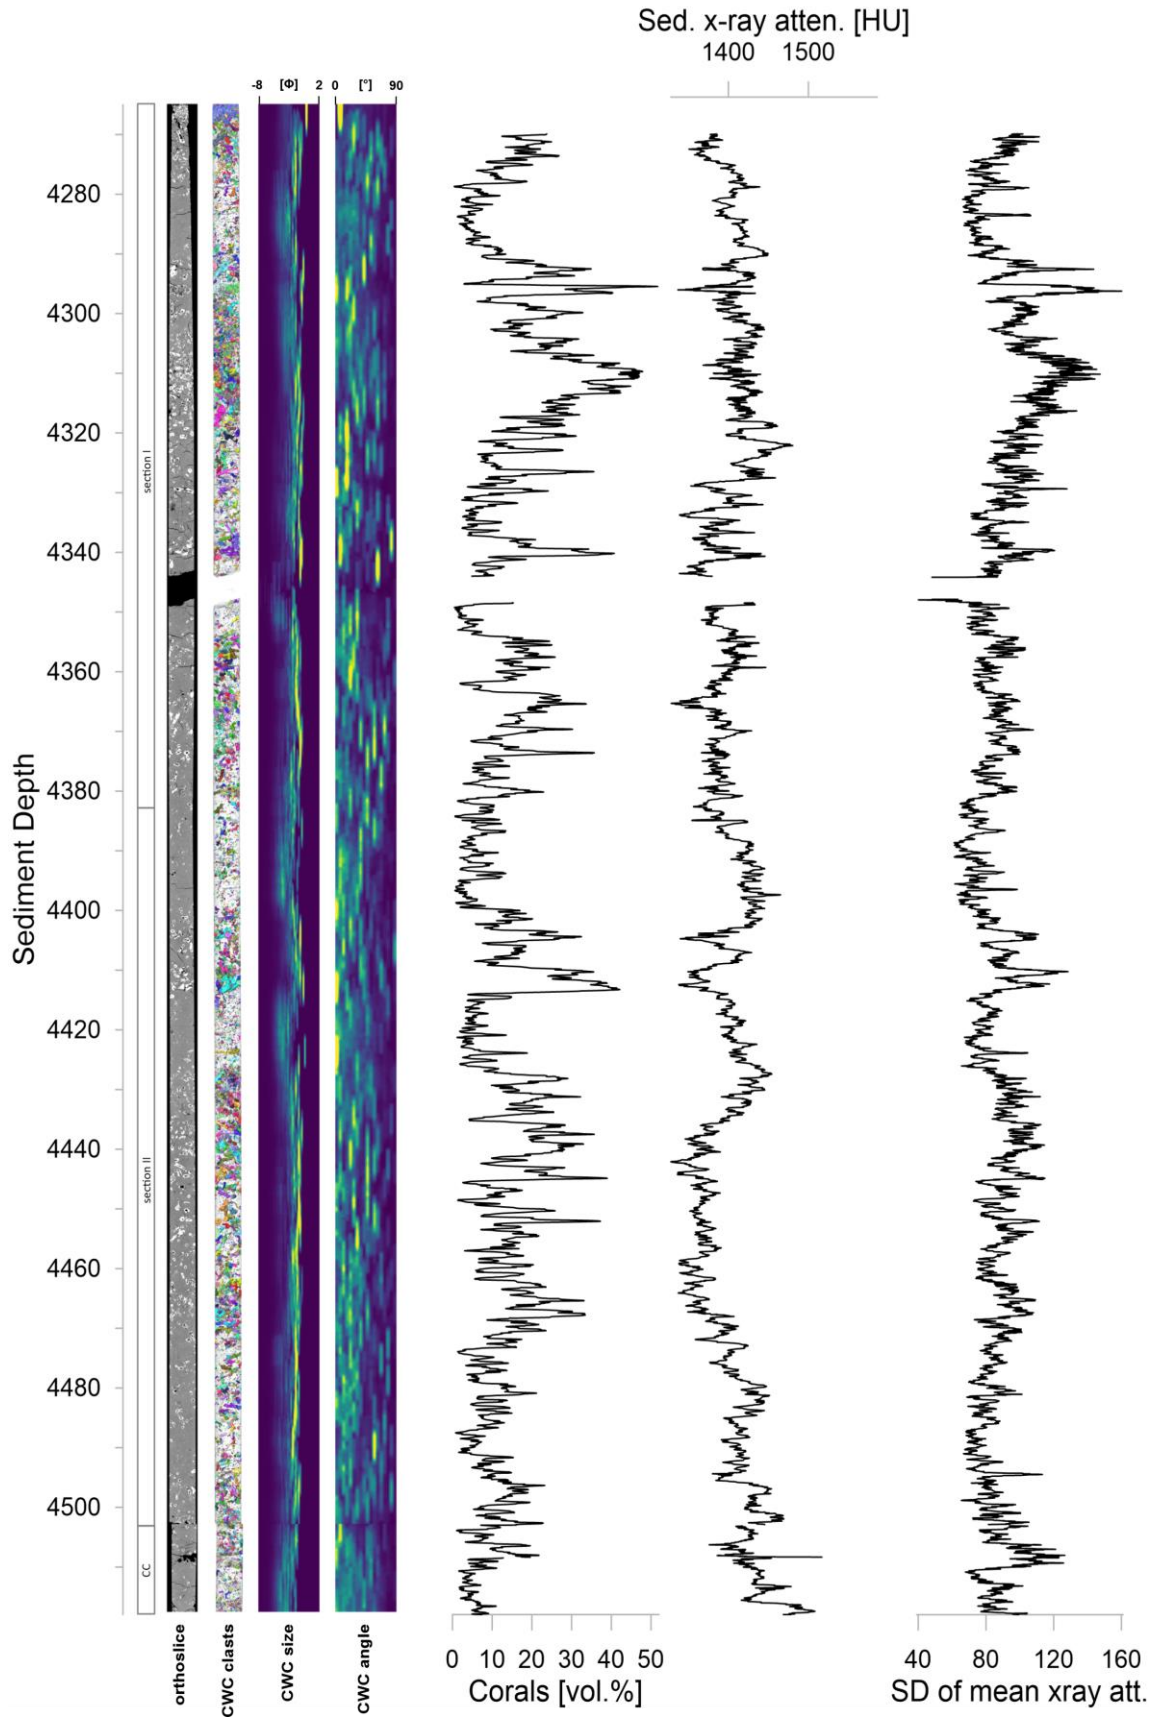 Sed. x-ray atten. [HU]
1400 1500
-8 [Φ] 2 0 [°] 90
4280
4300
4320
4340
4360
4380
4400
4420
4440
4460
4480
4500
Sediment Depth
section I
section II
CC
orthoslice
CWC clasts
CWC size
CWC angle
0 10 20 30 40 50
Corals [vol.%]
40 80 120 160
SD of mean xray att.